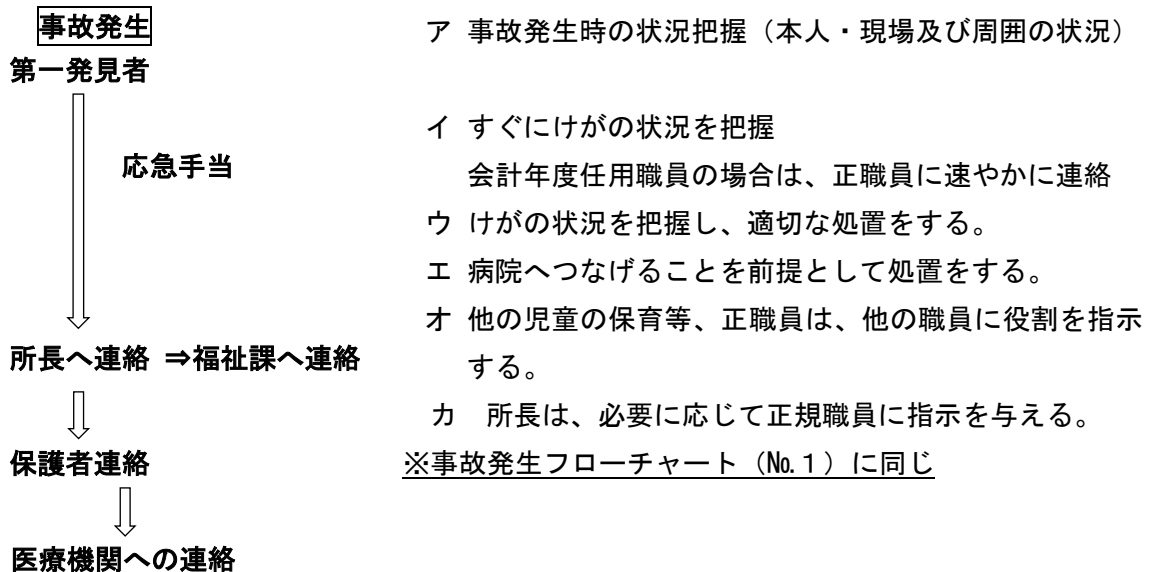 事故発生
ア 事故発生時の状況把握（本人・現場及び周囲の状況）
第一発見者
イ すぐにけがの状況を把握
応急手当
会計年度任用職員の場合は、正職員に速やかに連絡
ウ けがの状況を把握し、適切な処置をする。
エ 病院へつなげることを前提として処置をする。
オ 他の児童の保育等、正職員は、他の職員に役割を指示
所長へ連絡 ⇒福祉課へ連絡
する。
カ 所長は、必要に応じて正規職員に指示を与える。
保護者連絡
※事故発生フローチャート（№１）に同じ
医療機関への連絡